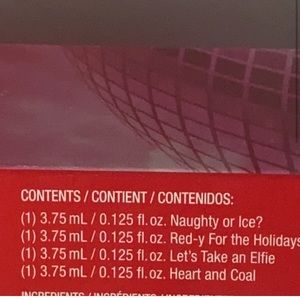 CONTENTS / CONTIENT / CONTENIDOS:
(1) 3.75 mL / 0.125 fl. oz. Naughty or Ice?
(1) 3.75 mL / 0.125 fl. oz. Red-y For the Holidays
(1) 3.75 mL / 0.125 fl. oz. Let's Take an Elfie
(1) 3.75 mL / 0.125 fl. oz. Heart and Coal